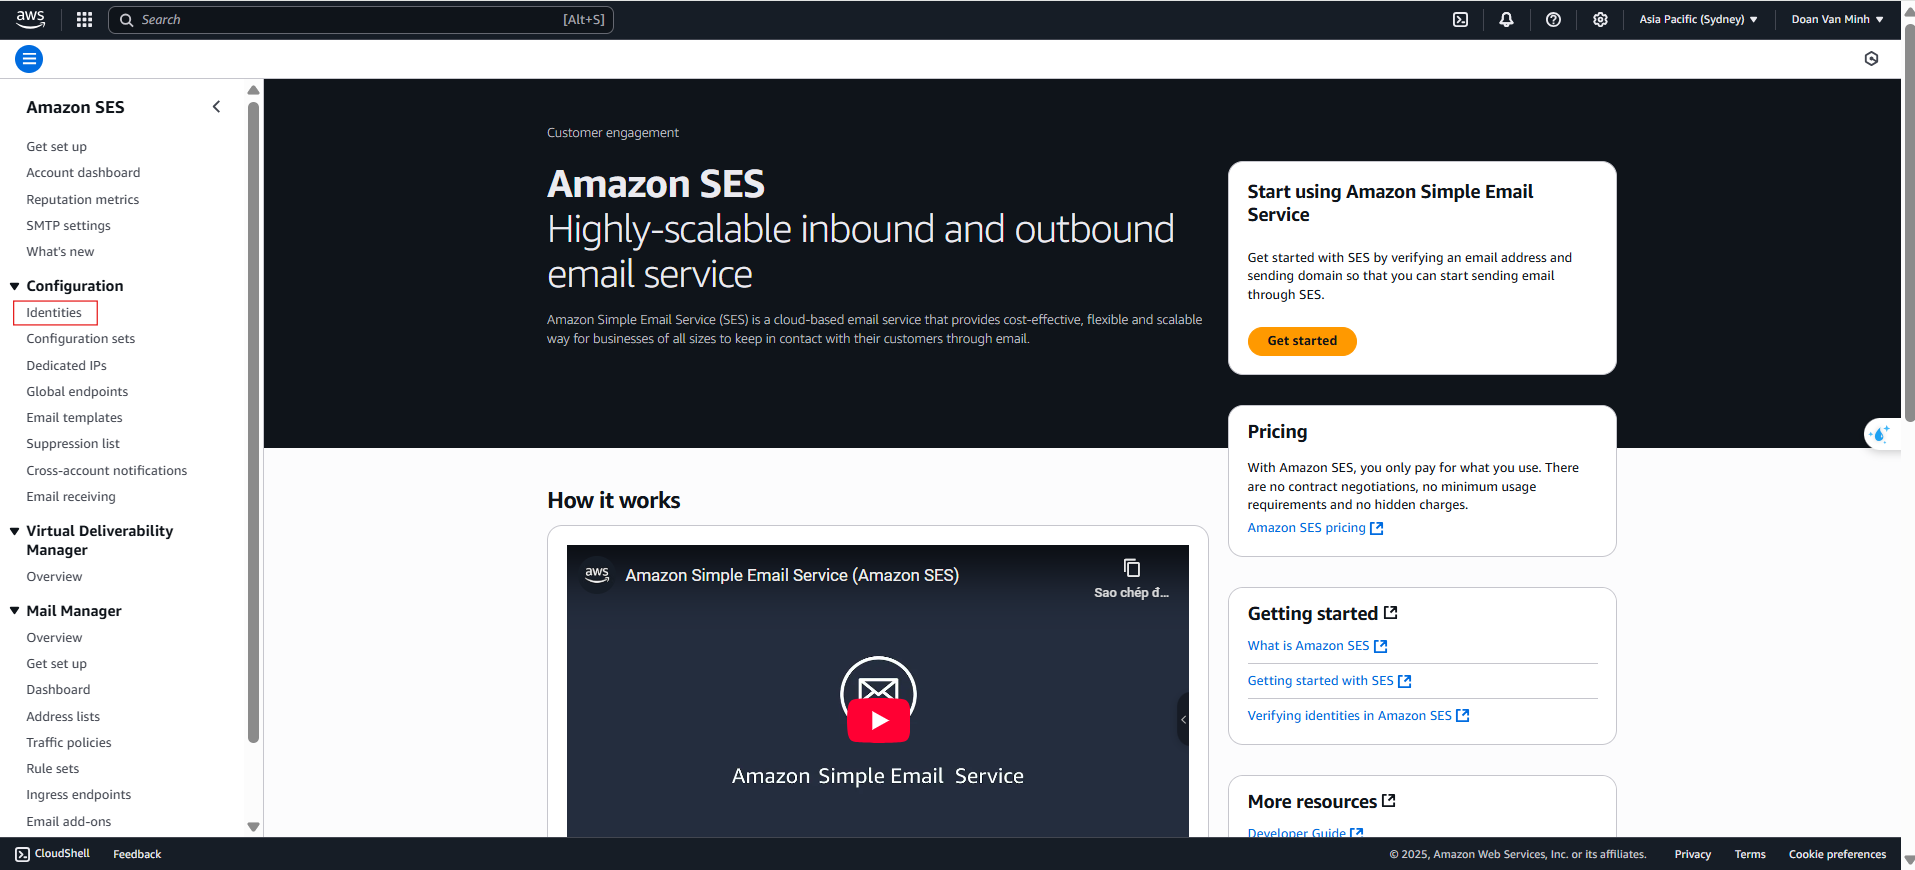 aws
Search
[Alt+S]
Asia Pacific (Sydney)
Doan Van Minh
Amazon SES
Get set up
Account dashboard
Reputation metrics
SMTP settings
What's new
Configuration
Identities
Configuration sets
Dedicated IPs
Global endpoints
Email templates
Suppression list
Cross-account notifications
Email receiving
Virtual Deliverability
Manager
Overview
Mail Manager
Overview
Get set up
Dashboard
Address lists
Traffic policies
Rule sets
Ingress endpoints
Email add-ons
Customer engagement
Amazon SES
Highly-scalable inbound and outbound
email service
Amazon Simple Email Service (SES) is a cloud-based email service that provides cost-effective, flexible and scalable
way for businesses of all sizes to keep in contact with their customers through email.
How it works
aws
Amazon Simple Email Service (Amazon SES)
Sao chép đ...
Amazon Simple Email Service
Start using Amazon Simple Email
Service
Get started with SES by verifying an email address and
sending domain so that you can start sending email
through SES.
Get started
Pricing
With Amazon SES, you only pay for what you use. There
are no contract negotiations, no minimum usage
requirements and no hidden charges.
Amazon SES pricing
Getting started
What is Amazon SES
Getting started with SES
Verifying identities in Amazon SES
More resources
Developer Guide
CloudShell
Feedback
© 2025, Amazon Web Services, Inc. or its affiliates.
Privacy
Terms
Cookie preferences